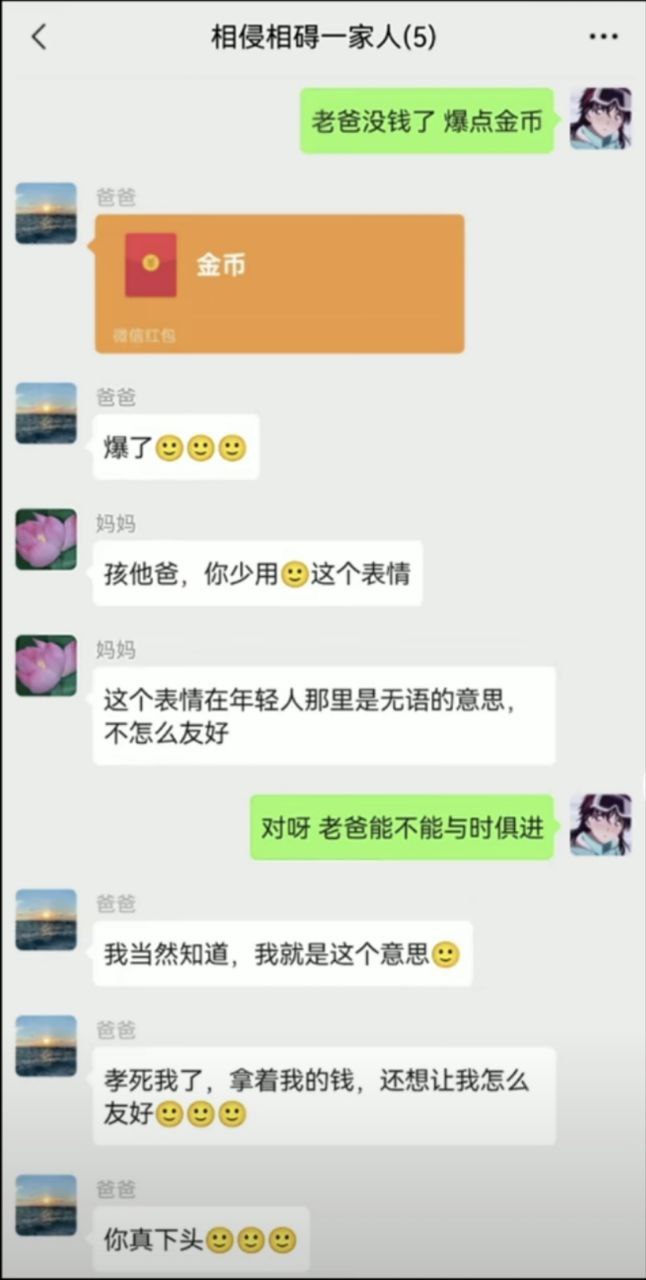 相侵相碍一家人(5)
老爸没钱了 爆点金币
爸爸
金币
微信红包
爸爸
爆了🙂🙂🙂
妈妈
孩他爸，你少用🙂这个表情
妈妈
这个表情在年轻人那里是无语的意思，
不怎么友好
对呀 老爸能不能与时俱进
爸爸
我当然知道，我就是这个意思🙂
爸爸
孝死我了，拿着我的钱，还想让我怎么
友好🙂🙂🙂
爸爸
你真下头🙂🙂🙂